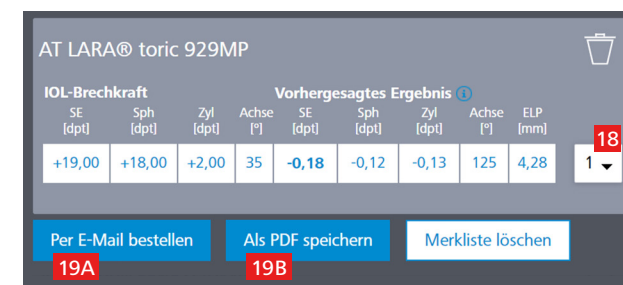 AT LARA® toric 929MP
IOL-Brechkraft Vorhergesagtes Ergebnis i
SE Sph Zyl Achse SE Sph Zyl Achse ELP
[dpt] [dpt] [dpt] [º] [dpt] [dpt] [dpt] [º] [mm]
18
+19,00 +18,00 +2,00 35 -0,18 -0,12 -0,13 125 4,28 1
Per E-Mail bestellen Als PDF speichern Merkliste löschen
19A 19B